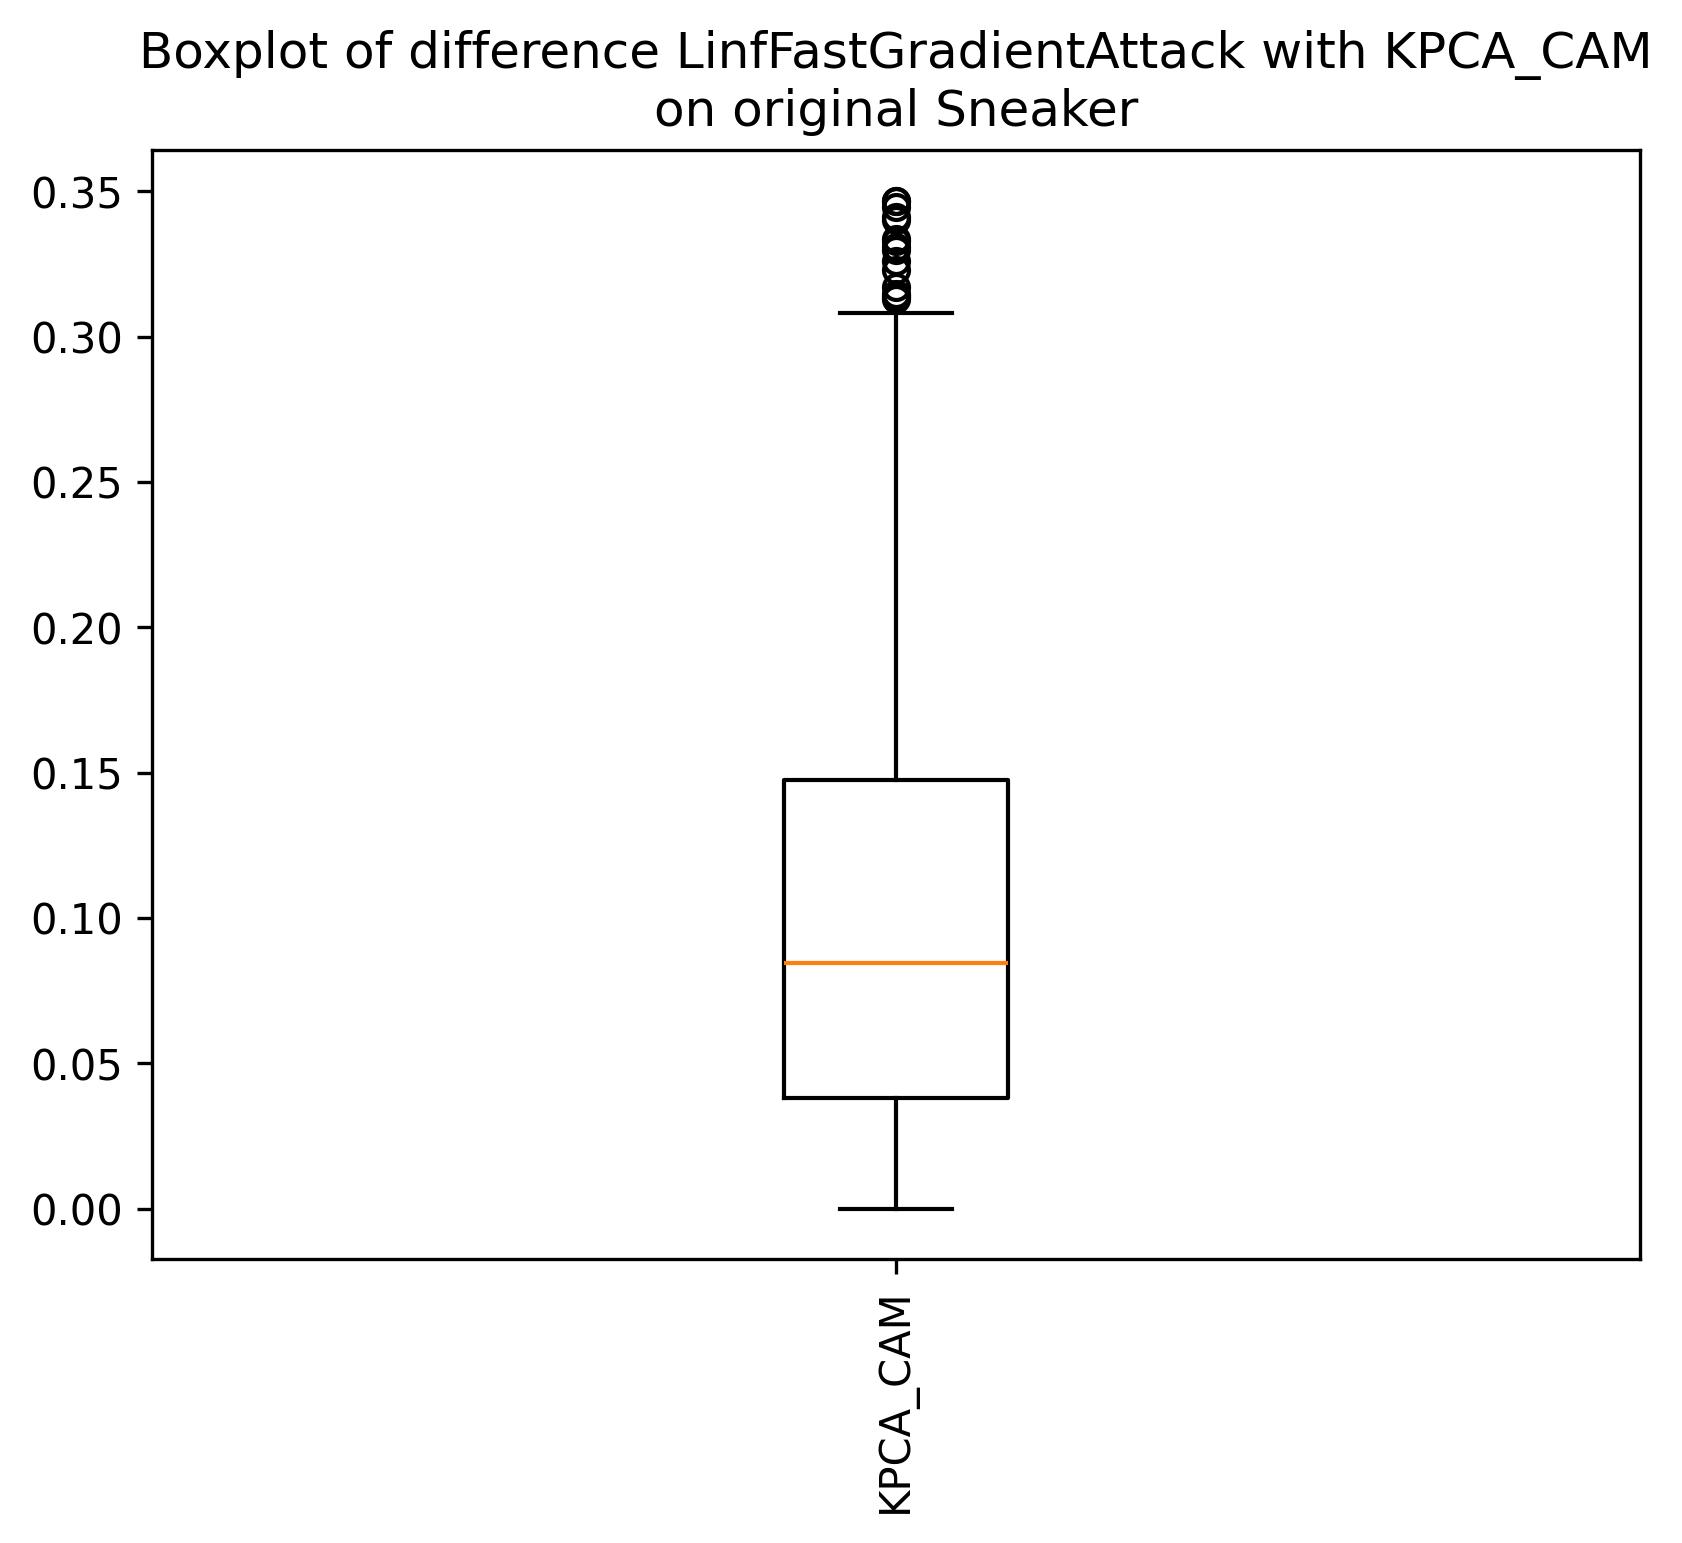 Boxplot of difference LinfFastGradientAttack with KPCA_CAM
on original Sneaker
0.35
0.30
0.25
0.20
0.15
0.10
0.05
0.00
KPCA_CAM